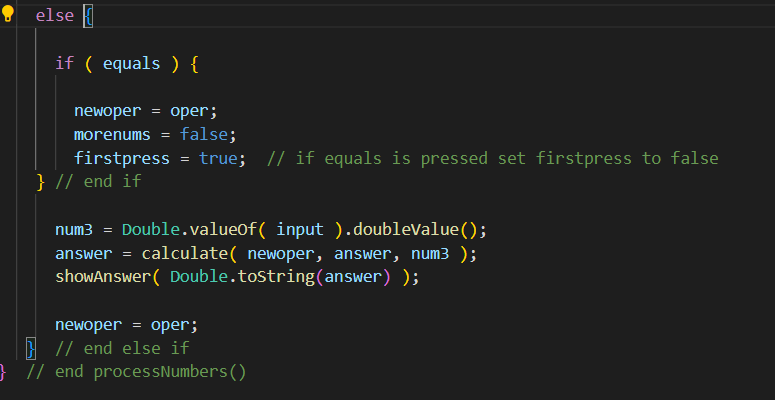 else {
if ( equals ) {
newoper = oper;
morenums = false;
firstpress = true;  // if equals is pressed set firstpress to false
} // end if
num3 = Double.valueOf( input ).doubleValue();
answer = calculate( newoper, answer, num3 );
showAnswer( Double.toString(answer) );
newoper = oper;
}  // end else if
}  // end processNumbers()